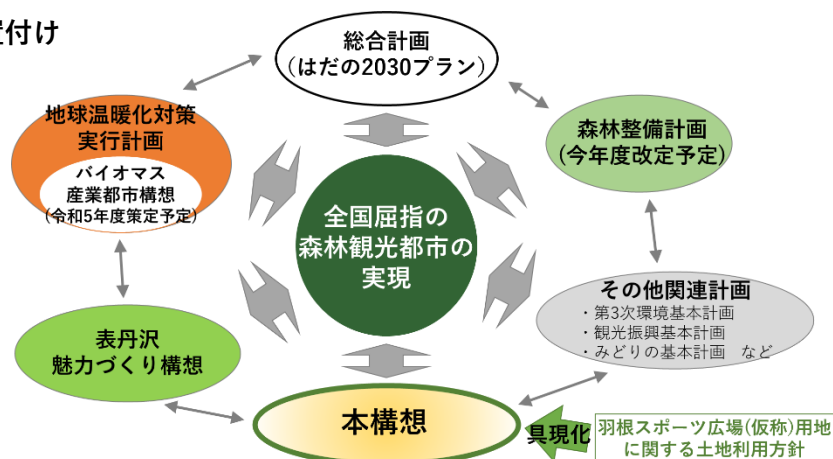 置付け
総合計画
(はだの2030プラン)
地球温暖化対策
実行計画
バイオマス
産業都市構想
(令和5年度策定予定)
森林整備計画
(今年度改定予定)
全国屈指の
森林観光都市の
実現
その他関連計画
・第3次環境基本計画
・観光振興基本計画
・みどりの基本計画　など
表丹沢
魅力づくり構想
本構想
具現化
羽根スポーツ広場(仮称)用地
に関する土地利用方針